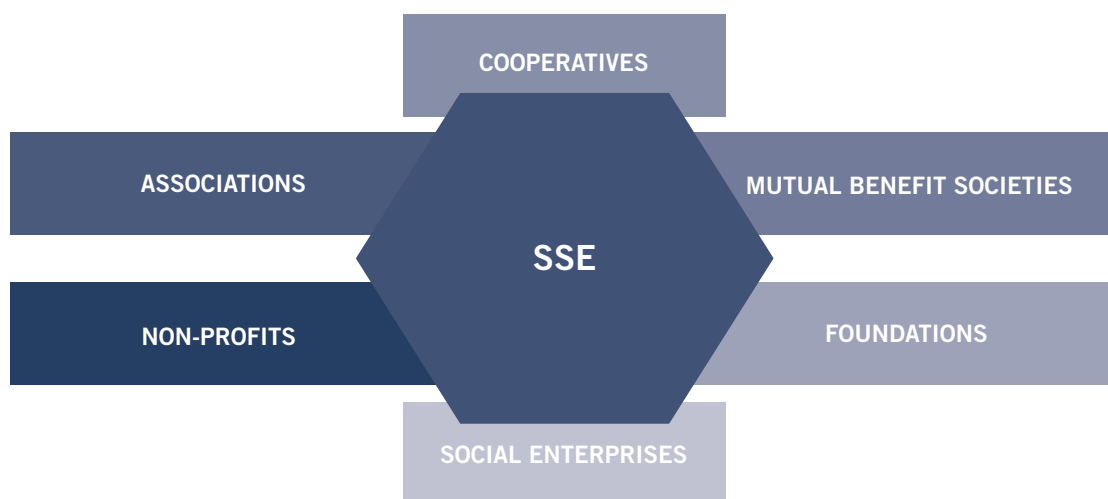 COOPERATIVES
ASSOCIATIONS
MUTUAL BENEFIT SOCIETIES
SSE
NON-PROFITS
FOUNDATIONS
SOCIAL ENTERPRISES